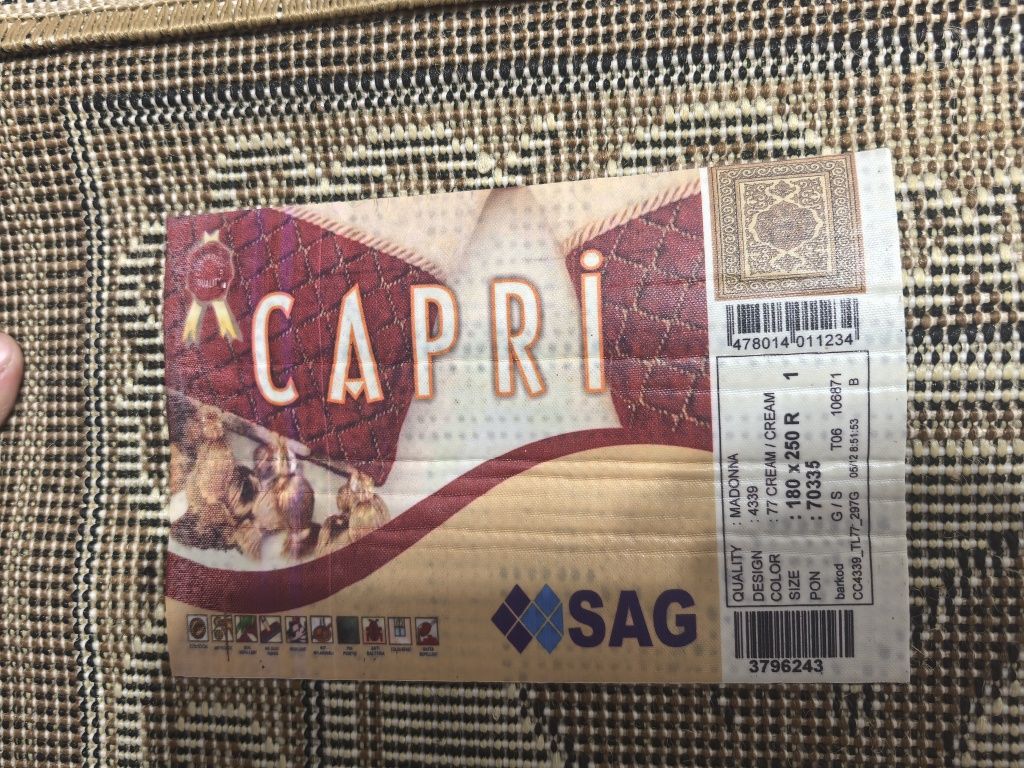 CAPRİ
SAG
478014 011234
QUALITY : MADONNA
DESIGN : 4339
COLOR : 77 CREAM / CREAM
SIZE : 180 x 250 R 1
PON : 70335
barkod G / S T06 106871
CC4339_TL77_297G 05/12 8:51:53 B
3796243